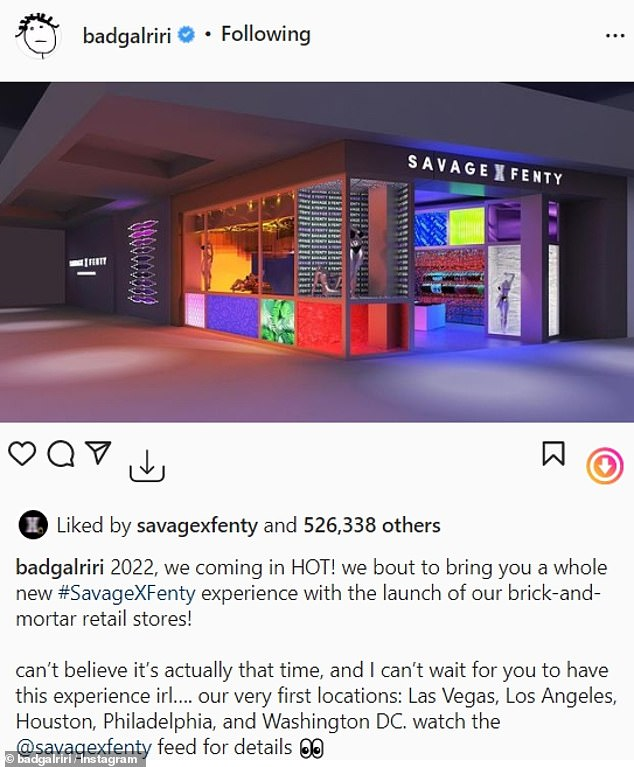 badgalriri • Following
SAVAGE X FENTY
SAVAGE X FENTY
Liked by savagexfenty and 526,338 others
badgalriri 2022, we coming in HOT! we bout to bring you a whole
new #SavageXFenty experience with the launch of our brick-and-
mortar retail stores!
can't believe it's actually that time, and I can't wait for you to have
this experience irl.... our very first locations: Las Vegas, Los Angeles,
Houston, Philadelphia, and Washington DC. watch the
@savagexfenty feed for details 👀
© badgalriri / Instagram